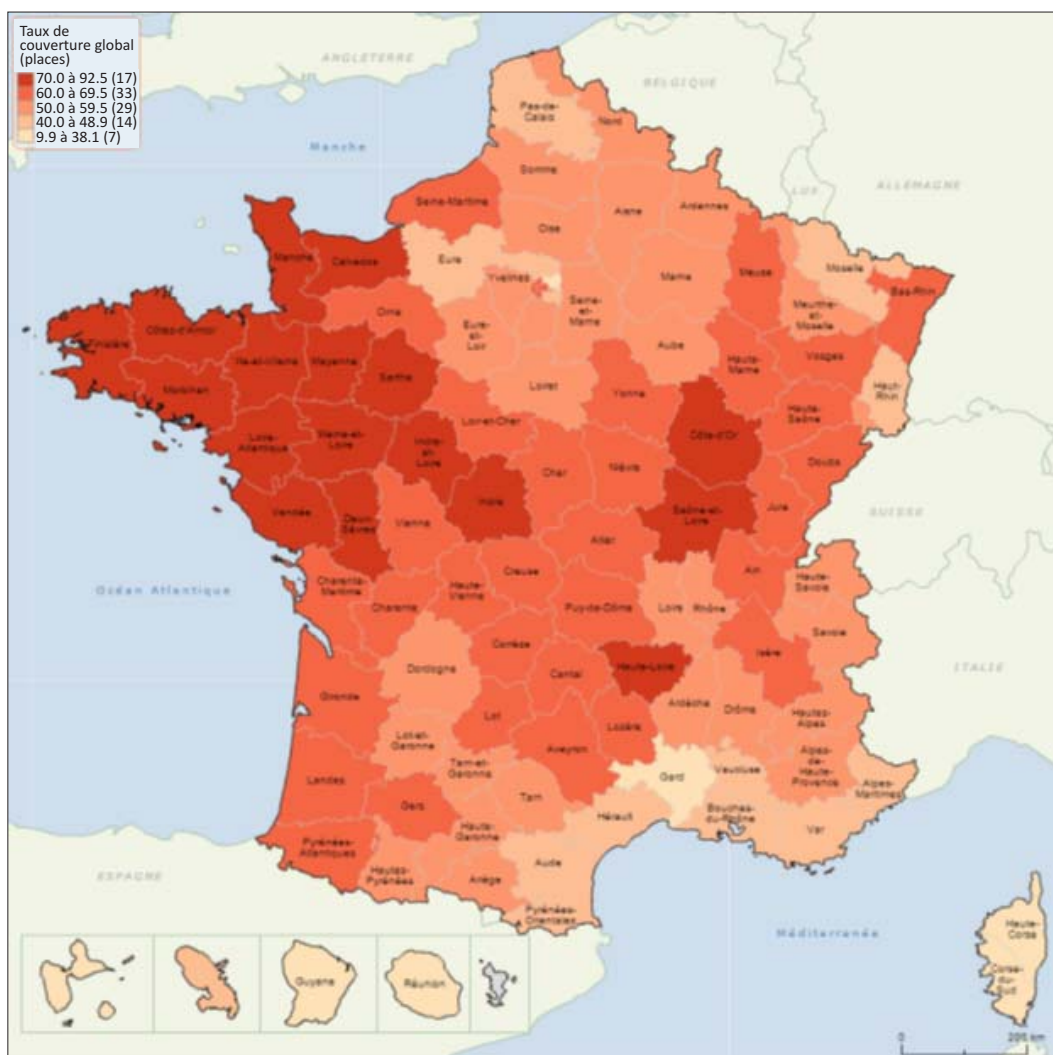 Taux de
couverture global
(places)
70.0 à 92.5 (17)
60.0 à 69.5 (33)
50.0 à 59.5 (29)
40.0 à 48.9 (14)
9.9 à 38.1 (7)
ANGLETERRE
BELGIQUE
Pas-de-
Calais
Nord
Manche
LUX
ALLEMAGNE
Somme
Seine-Maritime
Aisne
Ardennes
Oise
Manche
Calvados
Eure
Yvelines
Marne
Meuse
Moselle
Bas-Rhin
Orne
Seine-
et-
Marne
Meurthe-
et-
Moselle
Finistère
Côtes-d'Armor
Ille-et-Vilaine
Mayenne
Eure-
et-
Loir
Aube
Haute-
Marne
Vosges
Morbihan
Sarthe
Loiret
Yonne
Haut-
Rhin
Loire-
Atlantique
Maine-et-
Loire
Indre-
et-
Loire
Loir-et-Cher
Côte-d'Or
Haute-
Saône
Cher
Nièvre
Doubs
Vendée
Deux-
Sèvres
Vienne
Indre
Saône-et-
Loire
Jura
SUISSE
Allier
Océan Atlantique
Charente-
Maritime
Charente
Haute-
Vienne
Creuse
Ain
Haute-
Savoie
Puy-de-Dôme
Loire
Rhône
Savoie
Corrèze
Isère
ITALIE
Dordogne
Cantal
Haute-Loire
Gironde
Ardèche
Drôme
Hautes-
Alpes
Lot
Lozère
Lot-et-
Garonne
Aveyron
Landes
Tarn-et-
Garonne
Gard
Vaucluse
Alpes-
de-
Haute-
Provence
Alpes-
Maritimes
Gers
Tarn
Hérault
Bouches-
du-Rhône
Var
Haute-
Garonne
Pyrénées-
Atlantiques
Aude
Hautes-
Pyrénées
Ariège
ESPAGNE
Pyrénées-
Orientales
Méditerranée
Haute-
Corse
Corse-
du-
Sud
Guyane
Réunion
0
205 km